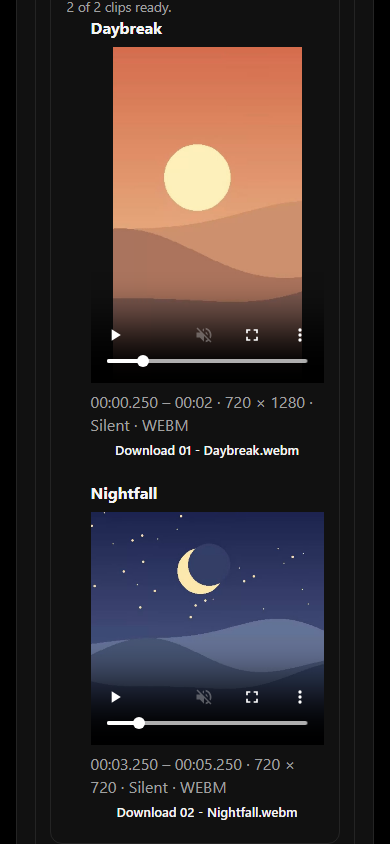 2 of 2 clips ready.
Daybreak
00:00.250 – 00:02 · 720 × 1280 ·
Silent · WEBM
Download 01 - Daybreak.webm
Nightfall
00:03.250 – 00:05.250 · 720 ×
720 · Silent · WEBM
Download 02 - Nightfall.webm